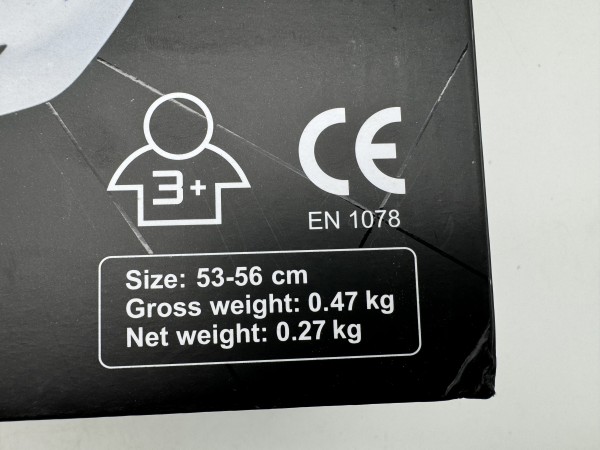 3+
CE
EN 1078
Size: 53-56 cm
Gross weight: 0.47 kg
Net weight: 0.27 kg